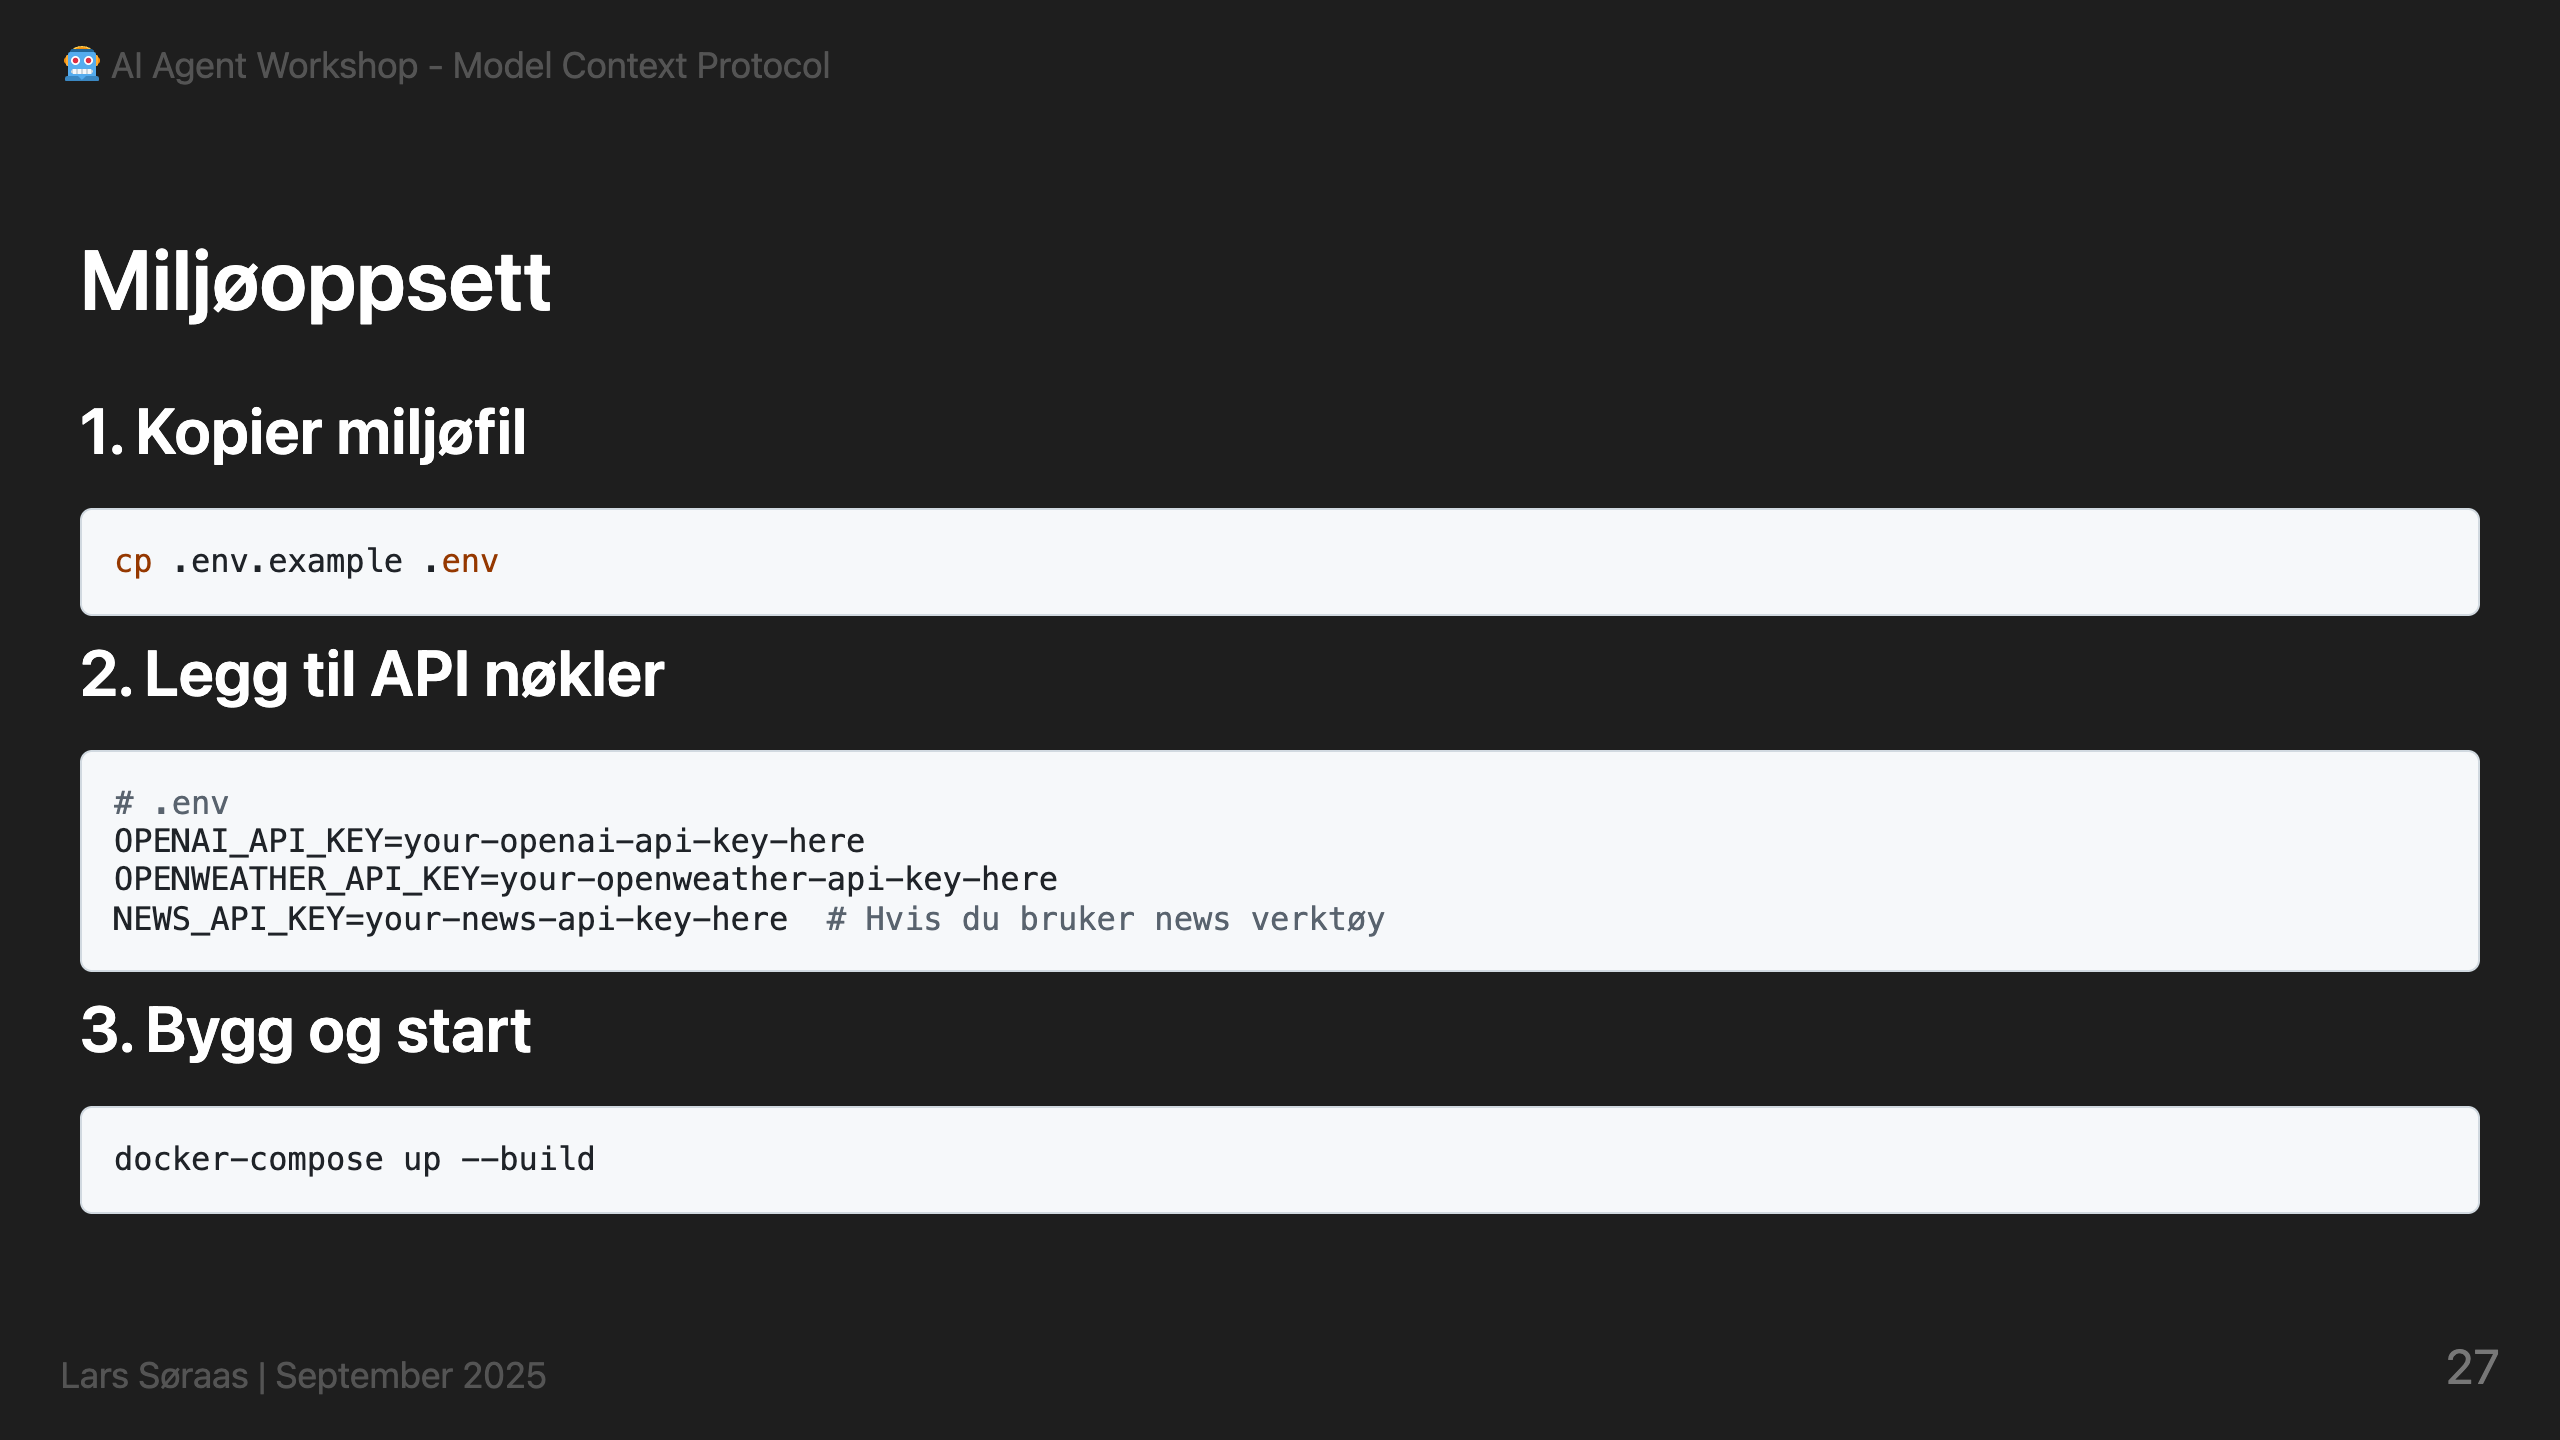 🤖 AI Agent Workshop - Model Context Protocol
Miljøoppsett
1. Kopier miljøfil
cp .env.example .env
2. Legg til API nøkler
# .env
OPENAI_API_KEY=your-openai-api-key-here
OPENWEATHER_API_KEY=your-openweather-api-key-here
NEWS_API_KEY=your-news-api-key-here  # Hvis du bruker news verktøy
3. Bygg og start
docker-compose up --build
Lars Søraas | September 2025
27